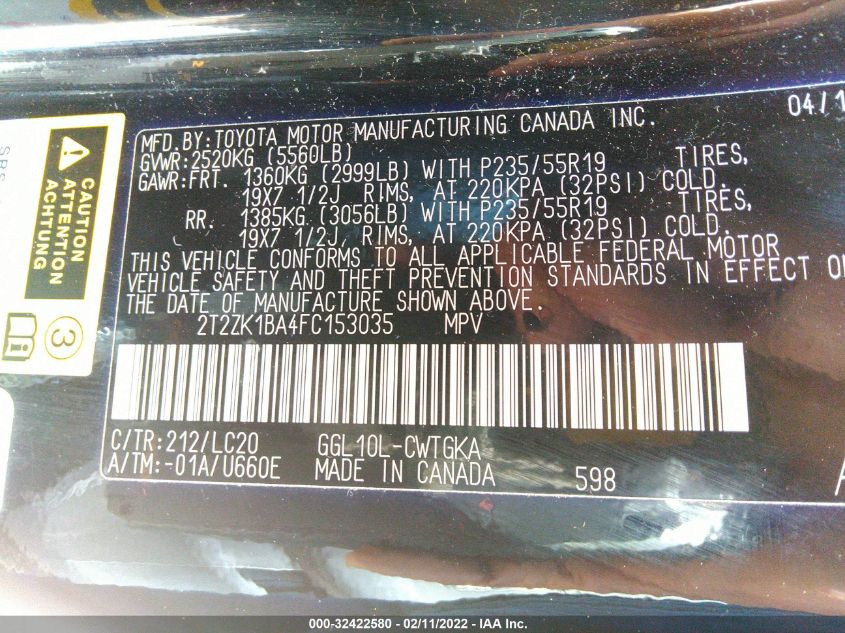 MFD.BY:TOYOTA MOTOR MANUFACTURING CANADA INC. 04/1
GVWR:2520KG (5560LB)
GAWR:FRT. 1360KG (2999LB) WITH P235/55R19 TIRES,
19X7 1/2J RIMS, AT 220KPA (32PSI) COLD.
RR. 1385KG (3056LB) WITH P235/55R19 TIRES,
19X7 1/2J RIMS, AT 220KPA (32PSI) COLD.
THIS VEHICLE CONFORMS TO ALL APPLICABLE FEDERAL MOTOR
VEHICLE SAFETY AND THEFT PREVENTION STANDARDS IN EFFECT ON
THE DATE OF MANUFACTURE SHOWN ABOVE.
2T2ZK1BA4FC153035 MPV
C/TR:212/LC20 GGL10L-CWTGKA
A/TM:-01A/U660E MADE IN CANADA 598
CAUTION
ATTENTION
ACHTUNG
3
SRS
000-32422580 - 02/11/2022 - IAA Inc.